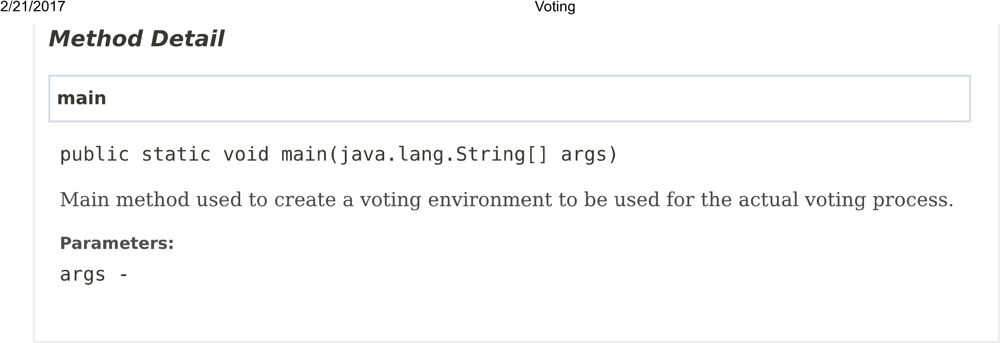 2/21/2017 Voting
Method Detail
main
public static void main(java.lang.String[] args)
Main method used to create a voting environment to be used for the actual voting process.
Parameters:
args -